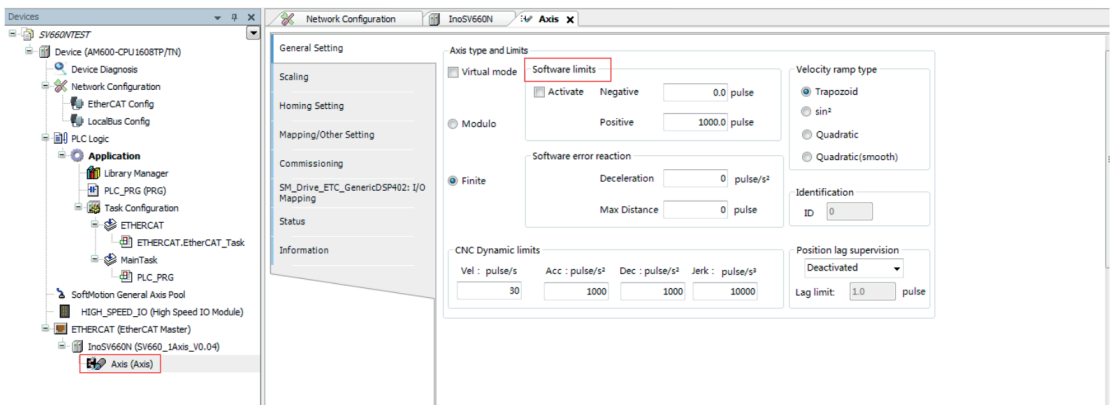 Devices
SV660NTEST
Device (AM600-CPU1608TP/TN)
Device Diagnosis
Network Configuration
EtherCAT Config
LocalBus Config
PLC Logic
Application
Library Manager
PLC_PRG (PRG)
Task Configuration
ETHERCAT
ETHERCAT.EtherCAT_Task
MainTask
PLC_PRG
SoftMotion General Axis Pool
HIGH_SPEED_IO (High Speed IO Module)
ETHERCAT (EtherCAT Master)
InoSV660N (SV660_1Axis_V0.04)
Axis (Axis)
Network Configuration InoSV660N Axis
General Setting
Scaling
Homing Setting
Mapping/Other Setting
Commissioning
SM_Drive_ETC_GenericDSP402: I/O
Mapping
Status
Information
Axis type and Limits
Virtual mode
Modulo
Finite
Software limits
Activate Negative 0.0 pulse
Positive 1000.0 pulse
Software error reaction
Deceleration 0 pulse/s²
Max Distance 0 pulse
CNC Dynamic limits
Vel : pulse/s Acc : pulse/s² Dec : pulse/s² Jerk : pulse/s³
30 1000 1000 10000
Velocity ramp type
Trapozoid
sin²
Quadratic
Quadratic(smooth)
Identification
ID 0
Position lag supervision
Deactivated
Lag limit: 1.0 pulse